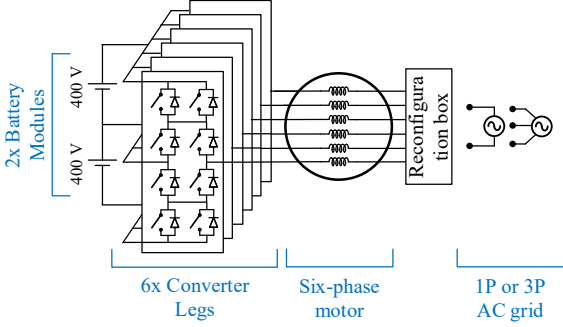 2x Battery
Modules
400 V
400 V
Reconfigura
tion box
6x Converter
Legs
Six-phase
motor
1P or 3P
AC grid